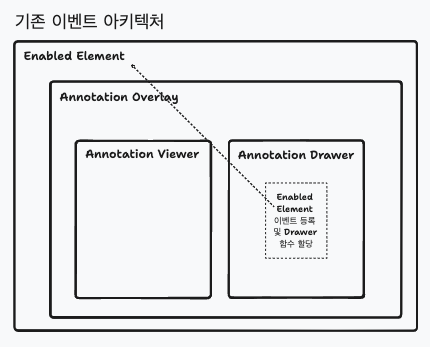 기존 이벤트 아키텍처
Enabled Element
Annotation Overlay
Annotation Viewer
Annotation Drawer
Enabled
Element
이벤트 등록
및 Drawer
함수 할당